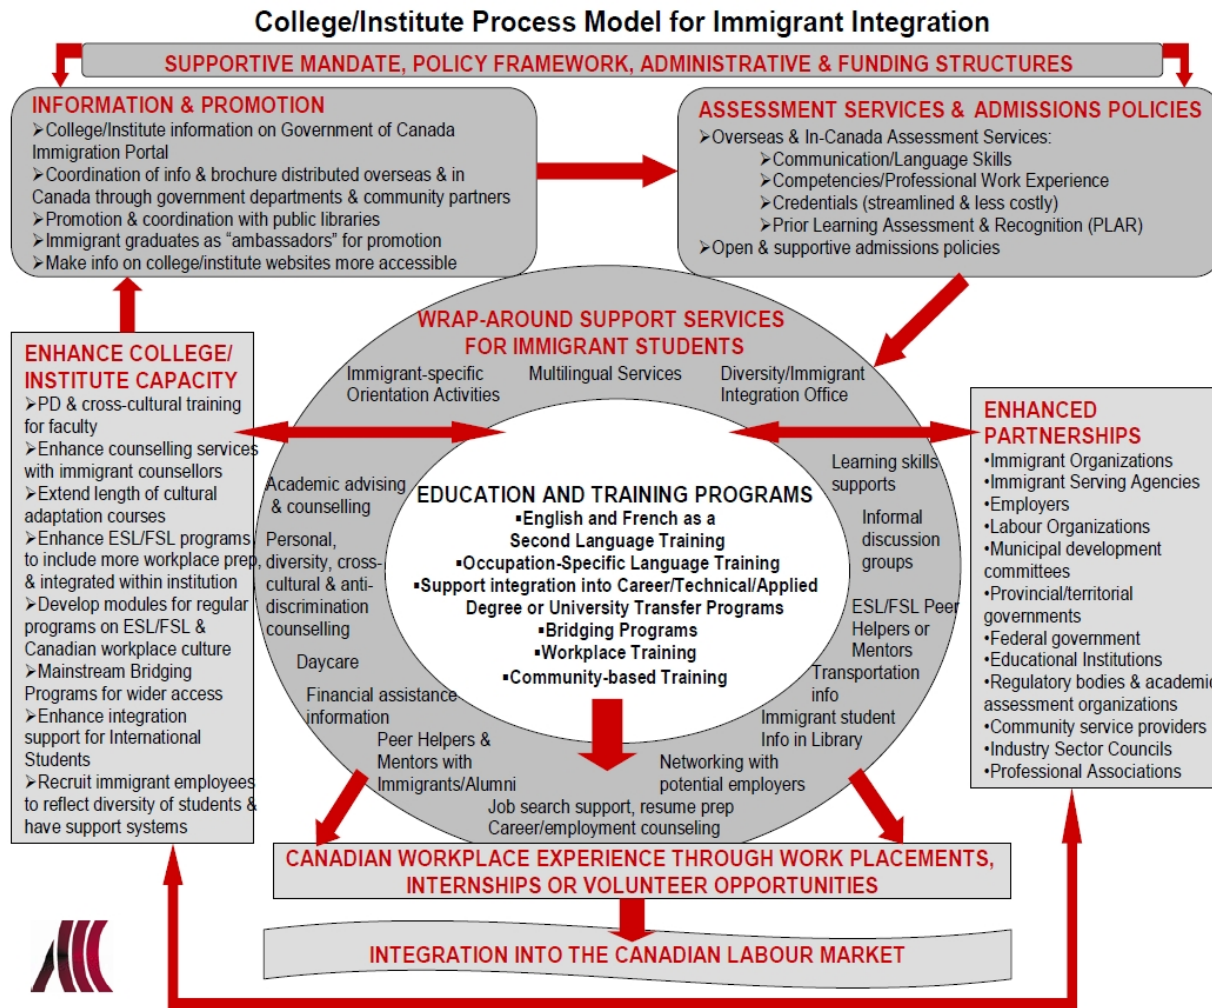 College/Institute Process Model for Immigrant Integration
SUPPORTIVE MANDATE, POLICY FRAMEWORK, ADMINISTRATIVE & FUNDING STRUCTURES
INFORMATION & PROMOTION
➢College/Institute information on Government of Canada
Immigration Portal
➢Coordination of info & brochure distributed overseas & in
Canada through government departments & community partners
➢Promotion & coordination with public libraries
➢Immigrant graduates as “ambassadors” for promotion
➢Make info on college/institute websites more accessible
ASSESSMENT SERVICES & ADMISSIONS POLICIES
➢Overseas & In-Canada Assessment Services:
➢Communication/Language Skills
➢Competencies/Professional Work Experience
➢Credentials (streamlined & less costly)
➢Prior Learning Assessment & Recognition (PLAR)
➢Open & supportive admissions policies
WRAP-AROUND SUPPORT SERVICES
FOR IMMIGRANT STUDENTS
Immigrant-specific
Orientation Activities
Multilingual Services
Diversity/Immigrant
Integration Office
ENHANCE COLLEGE/
INSTITUTE CAPACITY
➢PD & cross-cultural training
for faculty
➢Enhance counselling services
with immigrant counsellors
➢Extend length of cultural
adaptation courses
➢Enhance ESL/FSL programs
to include more workplace prep,
& integrated within institution
➢Develop modules for regular
programs on ESL/FSL &
Canadian workplace culture
➢Mainstream Bridging
Programs for wider access
➢Enhance integration
support for International
Students
➢Recruit immigrant employees
to reflect diversity of students &
have support systems
Academic advising
& counselling
Personal,
diversity, cross-
cultural & anti-
discrimination
counselling
Daycare
Financial assistance
information
Peer Helpers &
Mentors with
Immigrants/Alumni
EDUCATION AND TRAINING PROGRAMS
▪English and French as a
Second Language Training
▪Occupation-Specific Language Training
▪Support integration into Career/Technical/Applied
Degree or University Transfer Programs
▪Bridging Programs
▪Workplace Training
▪Community-based Training
Learning skills
supports
Informal
discussion
groups
ESL/FSL Peer
Helpers or
Mentors
Transportation
info
Immigrant student
Info in Library
Networking with
potential employers
Job search support, resume prep
Career/employment counseling
ENHANCED
PARTNERSHIPS
•Immigrant Organizations
•Immigrant Serving Agencies
•Employers
•Labour Organizations
•Municipal development
committees
•Provincial/territorial
governments
•Federal government
•Educational Institutions
•Regulatory bodies & academic
assessment organizations
•Community service providers
•Industry Sector Councils
•Professional Associations
CANADIAN WORKPLACE EXPERIENCE THROUGH WORK PLACEMENTS,
INTERNSHIPS OR VOLUNTEER OPPORTUNITIES
INTEGRATION INTO THE CANADIAN LABOUR MARKET